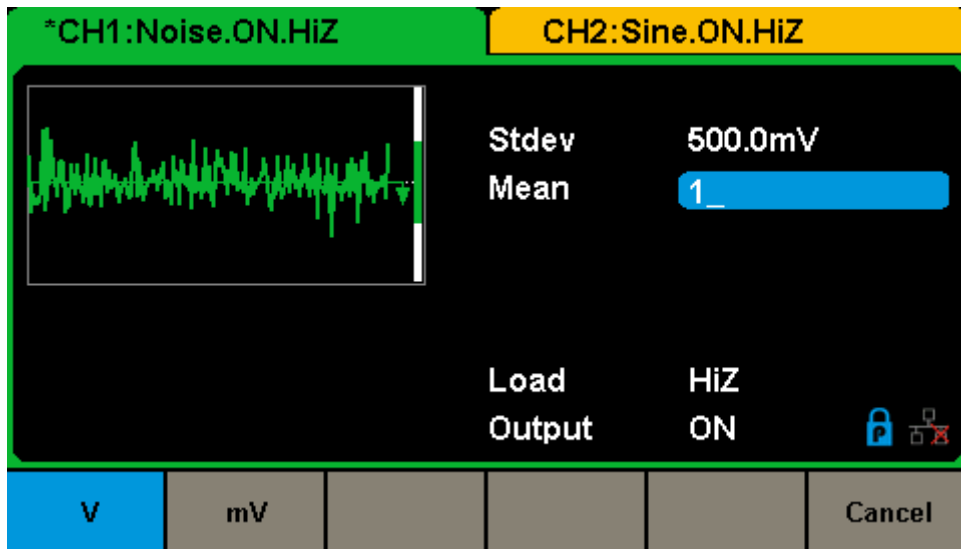 *CH1:Noise.ON.HiZ CH2:Sine.ON.HiZ
Stdev 500.0mV
Mean 1_
Load HiZ
Output ON P
V mV Cancel